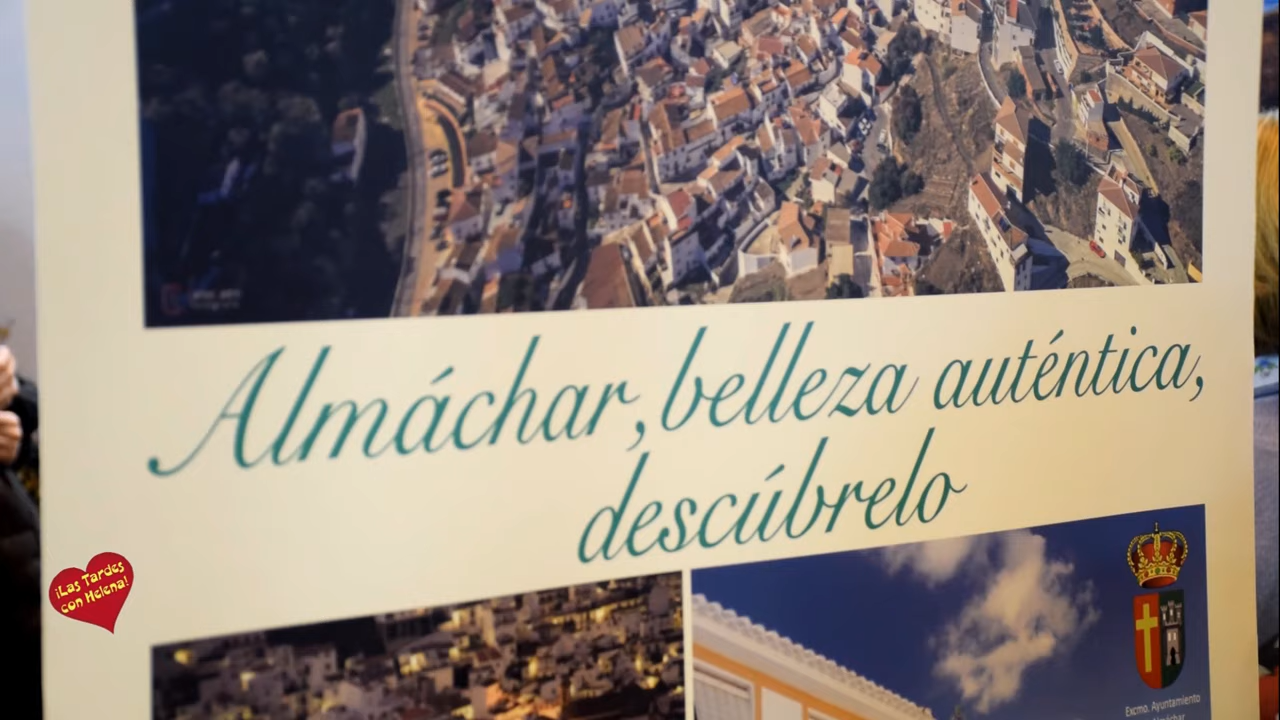 Almáchar, belleza auténtica,
descúbrelo
¡Las Tardes
con Helena!
Excmo. Ayuntamiento